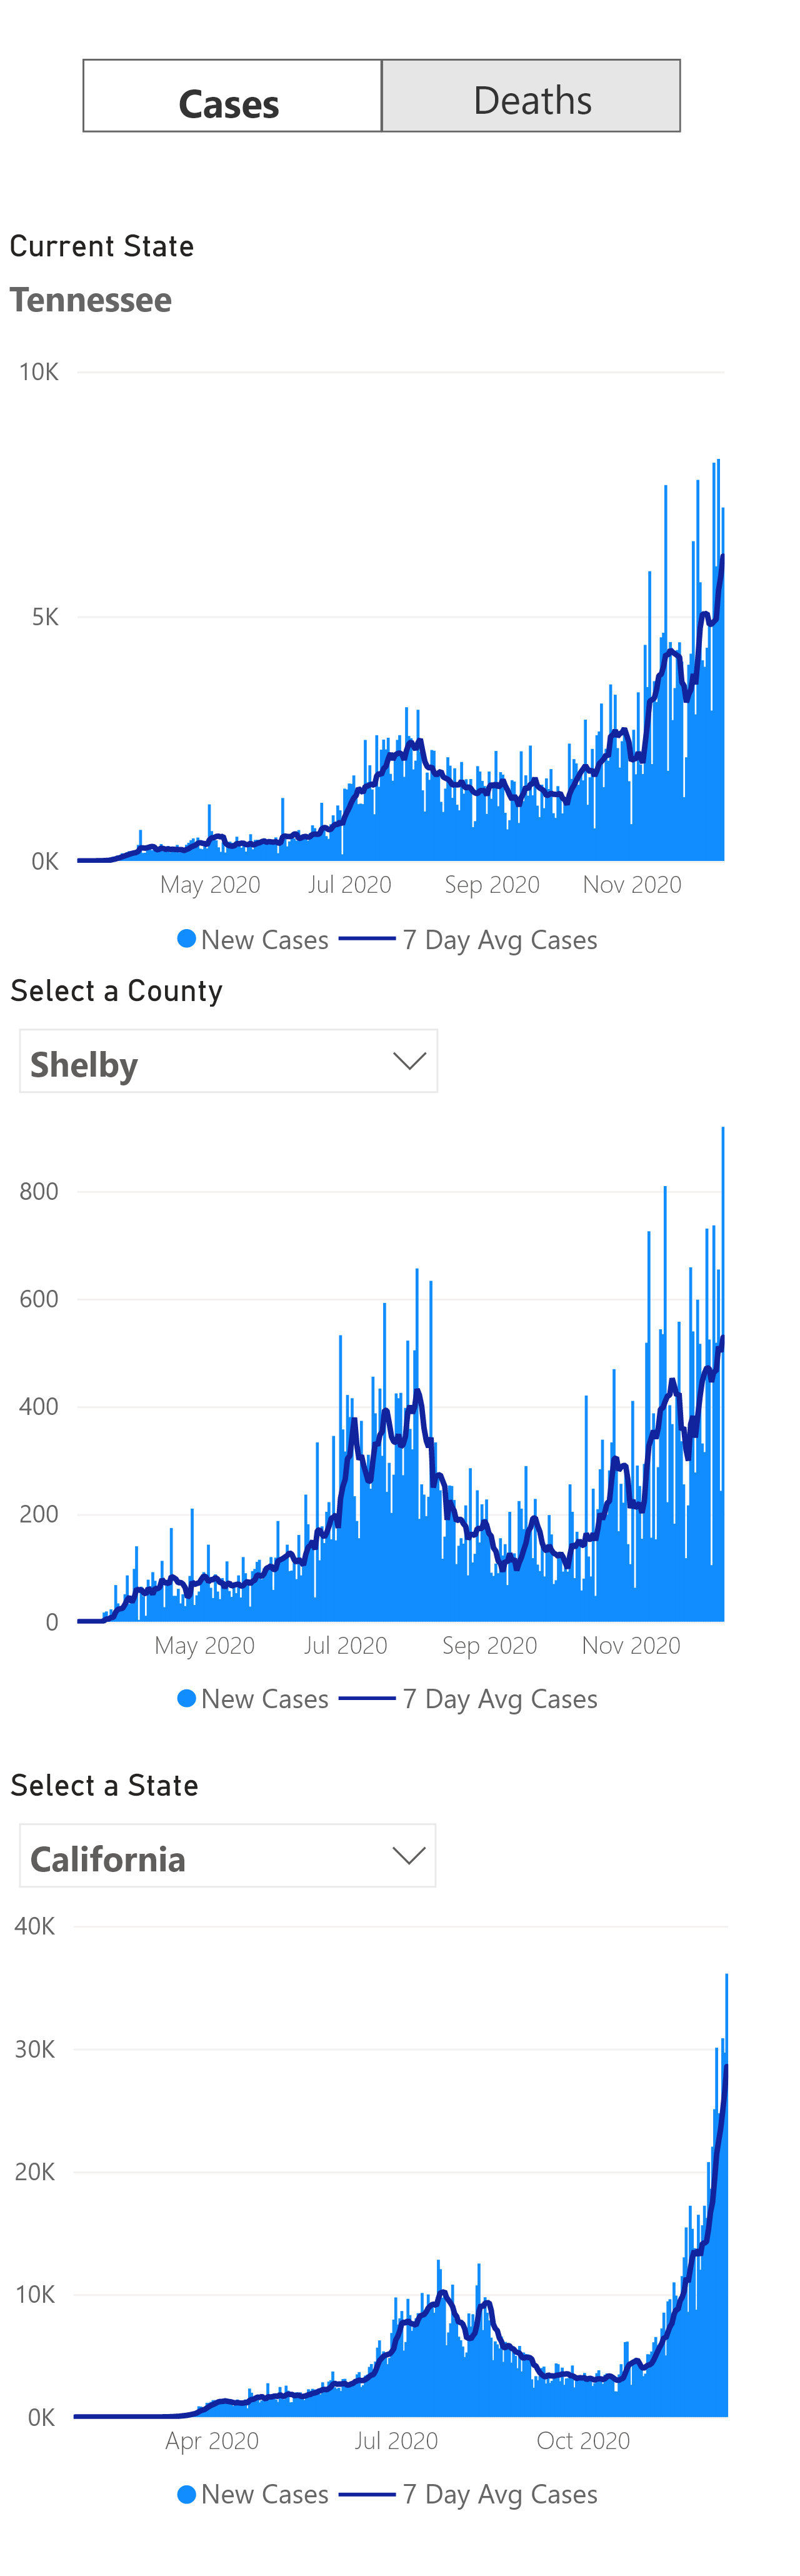 Cases Deaths
Current State
Tennessee
10K
5K
0K
May 2020 Jul 2020 Sep 2020 Nov 2020
New Cases 7 Day Avg Cases
Select a County
Shelby
800
600
400
200
0
May 2020 Jul 2020 Sep 2020 Nov 2020
New Cases 7 Day Avg Cases
Select a State
California
40K
30K
20K
10K
0K
Apr 2020 Jul 2020 Oct 2020
New Cases 7 Day Avg Cases